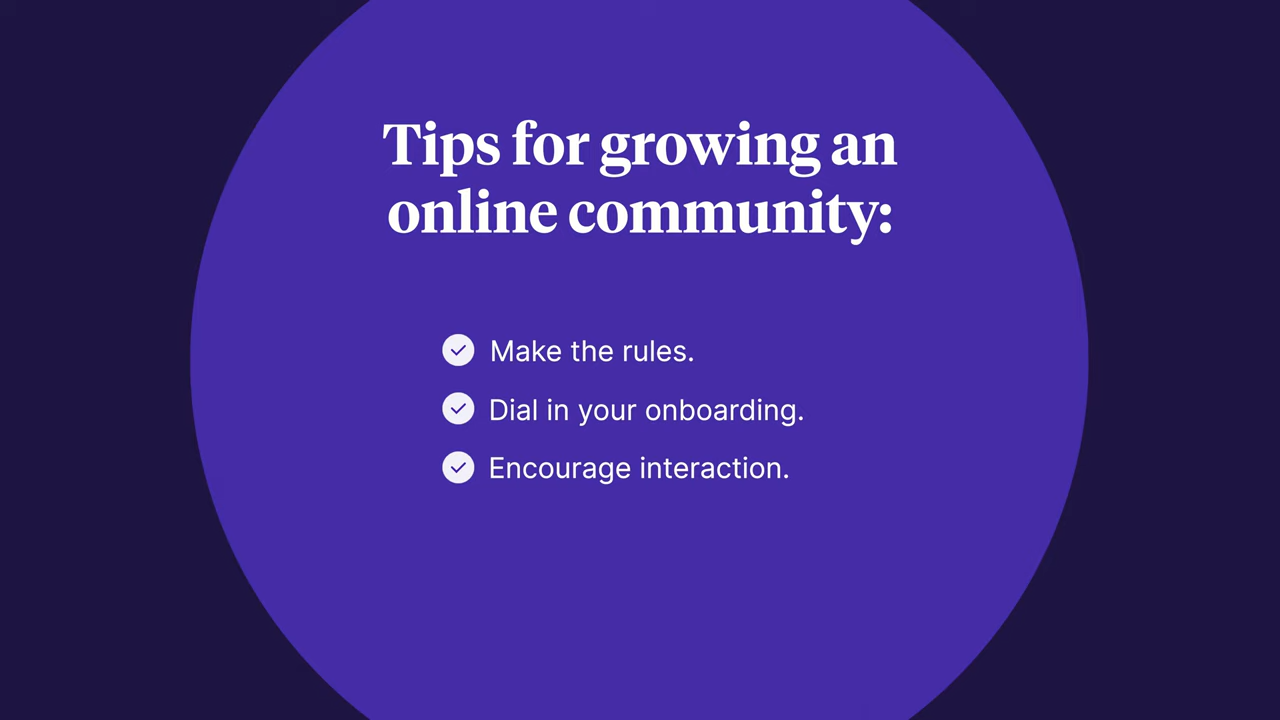 Tips for growing an
online community:
Make the rules.
Dial in your onboarding.
Encourage interaction.